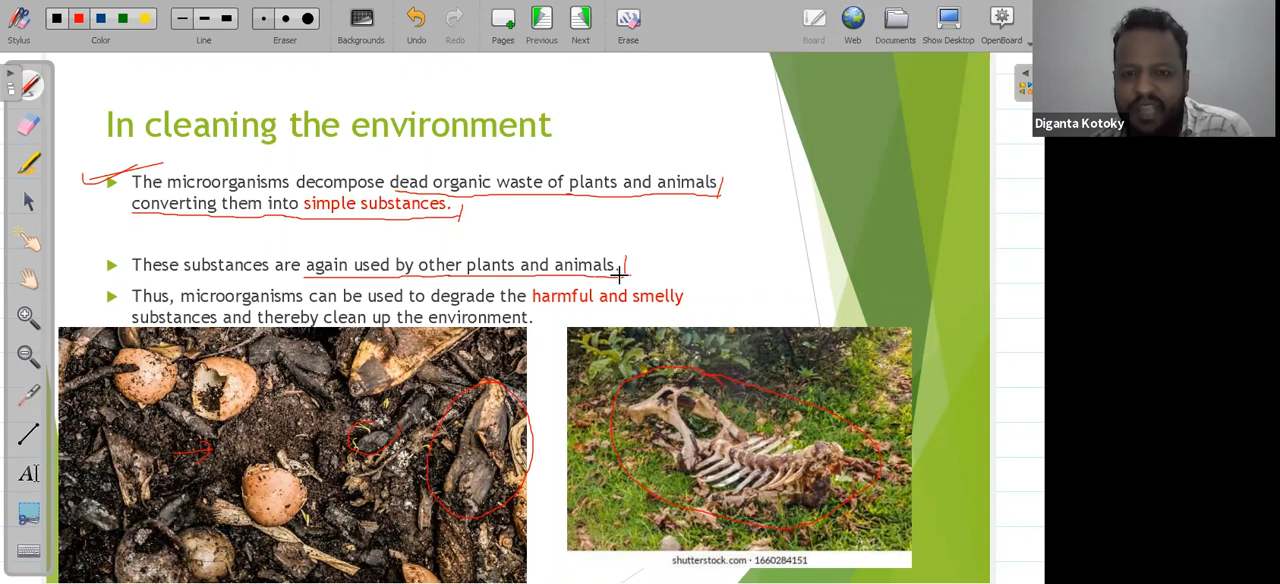 Stylus
Color
Line
Eraser
Backgrounds
Undo
Redo
Pages
Previous
Next
Erase
Board
Web
Documents
Show Desktop
OpenBoard
Diganta Kotoky
In cleaning the environment
The microorganisms decompose dead organic waste of plants and animals
converting them into simple substances.
These substances are again used by other plants and animals.
Thus, microorganisms can be used to degrade the harmful and smelly
substances and thereby clean up the environment.
shutterstock.com · 1660284151